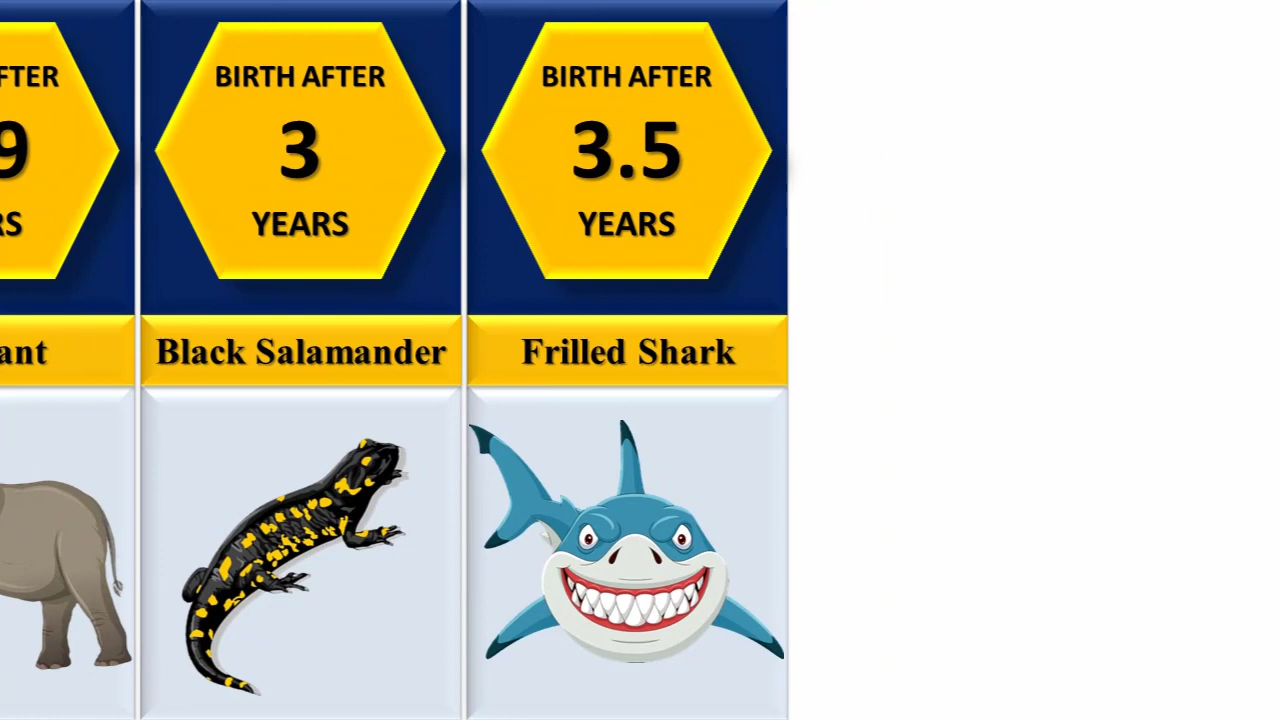 FTER
9
RS
ant
BIRTH AFTER
3
YEARS
Black Salamander
BIRTH AFTER
3.5
YEARS
Frilled Shark